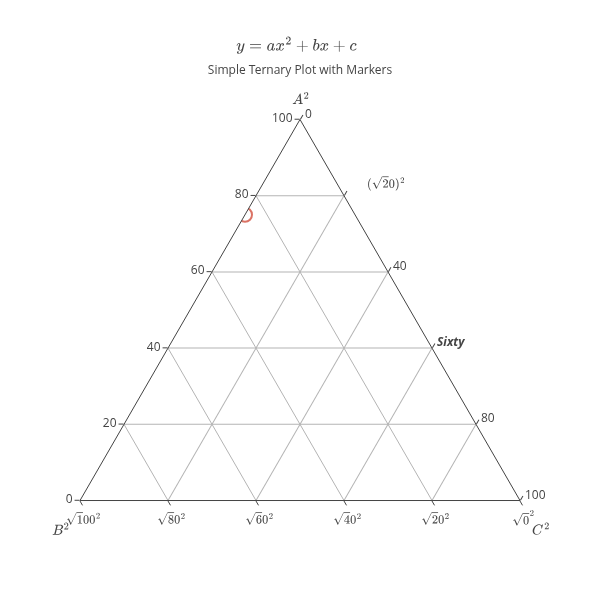 y = ax² + bx + c
Simple Ternary Plot with Markers
A²
100 0
80 (√20)²
60 40
40 Sixty
20 80
0 100
√100² √80² √60² √40² √20² √0²
B² C²